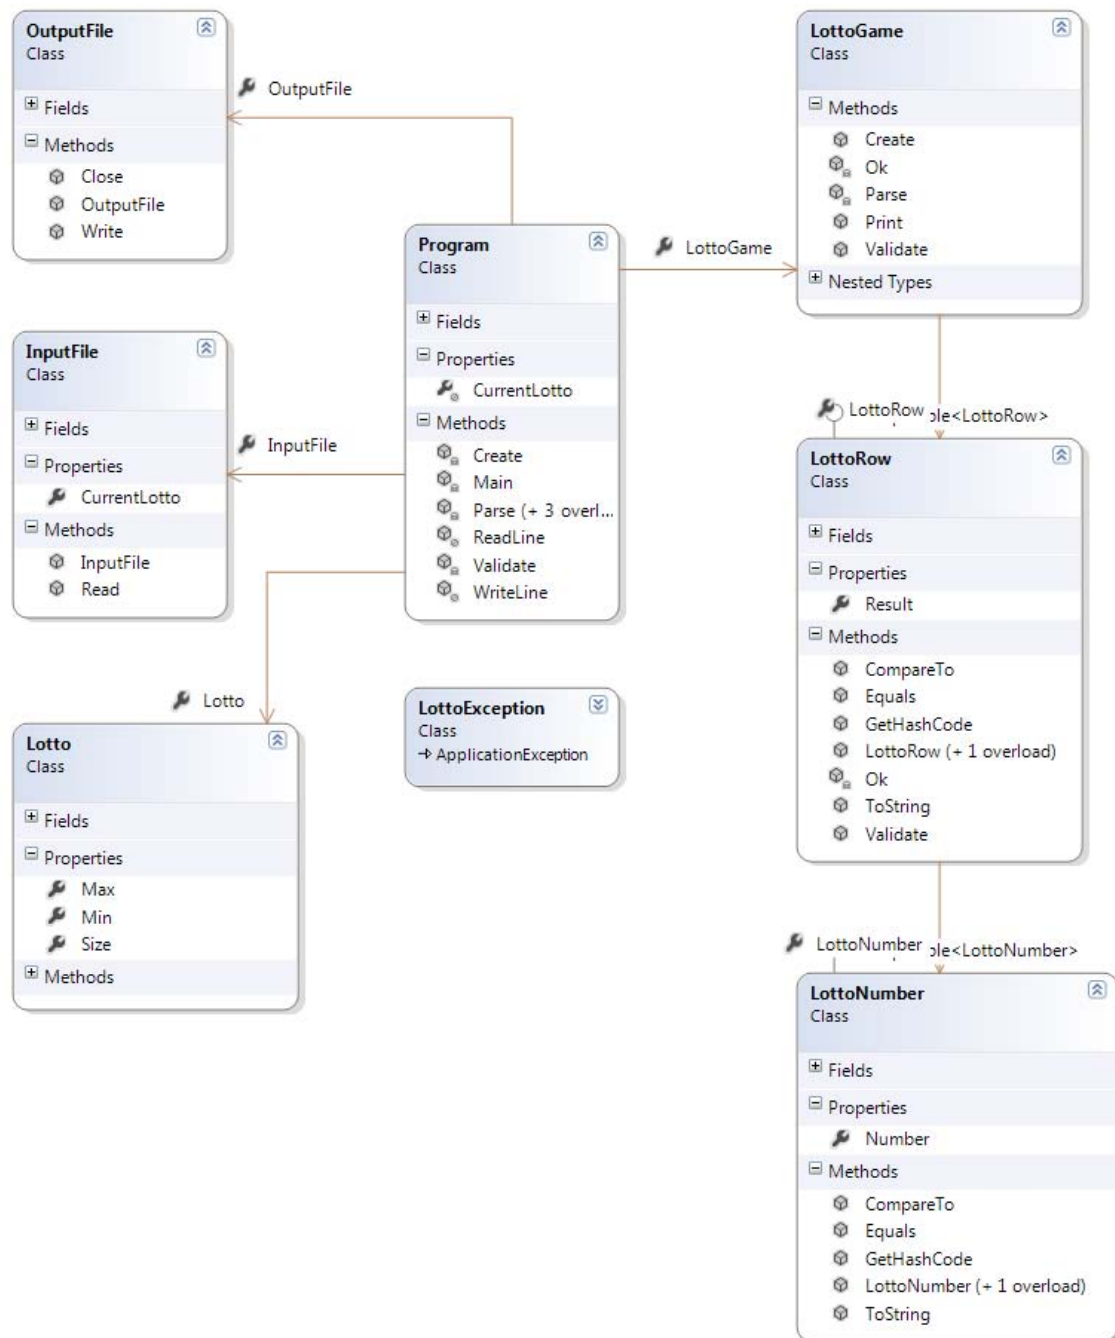 OutputFile
Class
Fields
Methods
Close
OutputFile
Write
OutputFile
InputFile
Class
Fields
Properties
CurrentLotto
Methods
InputFile
Read
InputFile
Lotto
Lotto
Class
Fields
Properties
Max
Min
Size
Methods
Program
Class
Fields
Properties
CurrentLotto
Methods
Create
Main
Parse (+ 3 overl...
ReadLine
Validate
WriteLine
LottoException
Class
ApplicationException
LottoGame
LottoGame
Class
Methods
Create
Ok
Parse
Print
Validate
Nested Types
LottoRow
ble<LottoRow>
LottoRow
Class
Fields
Properties
Result
Methods
CompareTo
Equals
GetHashCode
LottoRow (+ 1 overload)
Ok
ToString
Validate
LottoNumber
ble<LottoNumber>
LottoNumber
Class
Fields
Properties
Number
Methods
CompareTo
Equals
GetHashCode
LottoNumber (+ 1 overload)
ToString